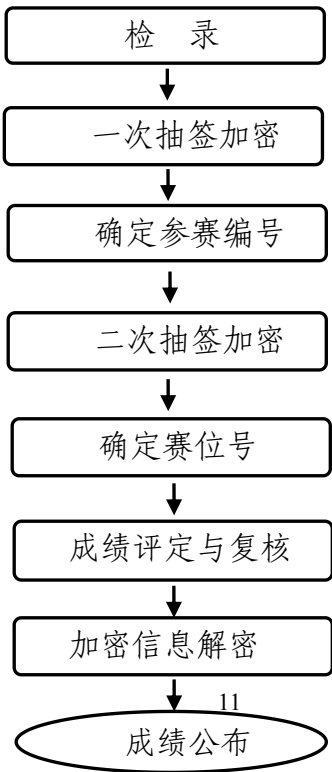 检 录
一次抽签加密
确定参赛编号
二次抽签加密
确定赛位号
成绩评定与复核
加密信息解密
11
成绩公布